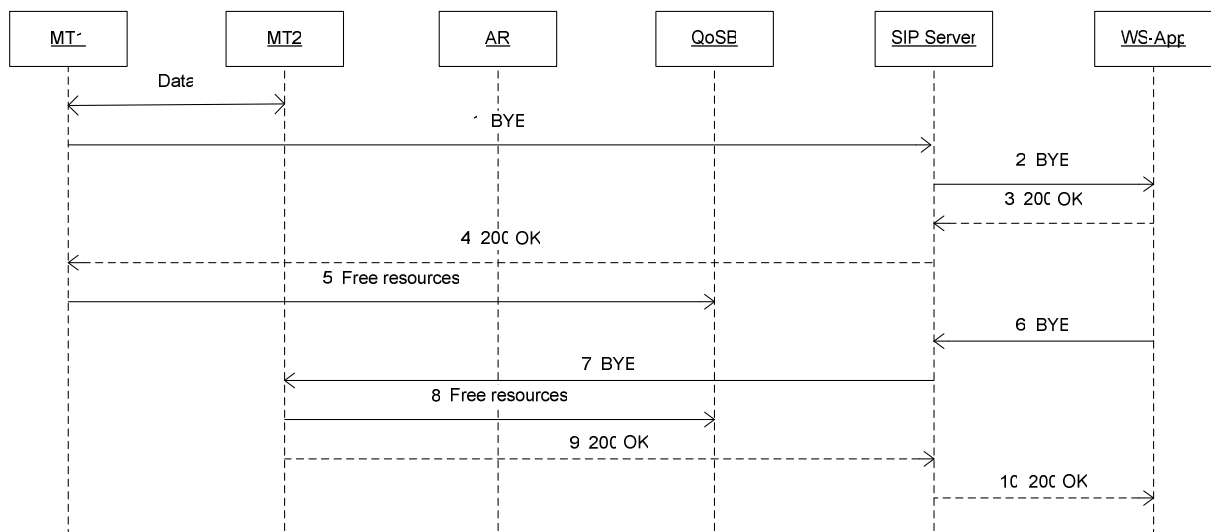 MT1
MT2
AR
QoSB
SIP Server
WS-App
Data
1 BYE
2 BYE
3 200 OK
4 200 OK
5 Free resources
6 BYE
7 BYE
8 Free resources
9 200 OK
10 200 OK